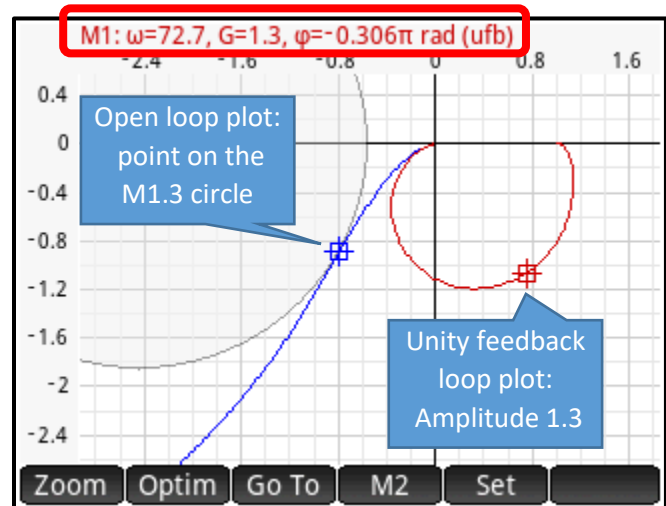 M1: ω=72.7, G=1.3, φ=-0.306π rad (ufb)
-2.4 -1.6 -0.8 0 0.8 1.6
0.4
0
-0.4
-0.8
-1.2
-1.6
-2
-2.4
Open loop plot:
point on the
M1.3 circle
Unity feedback
loop plot:
Amplitude 1.3
Zoom Optim Go To M2 Set